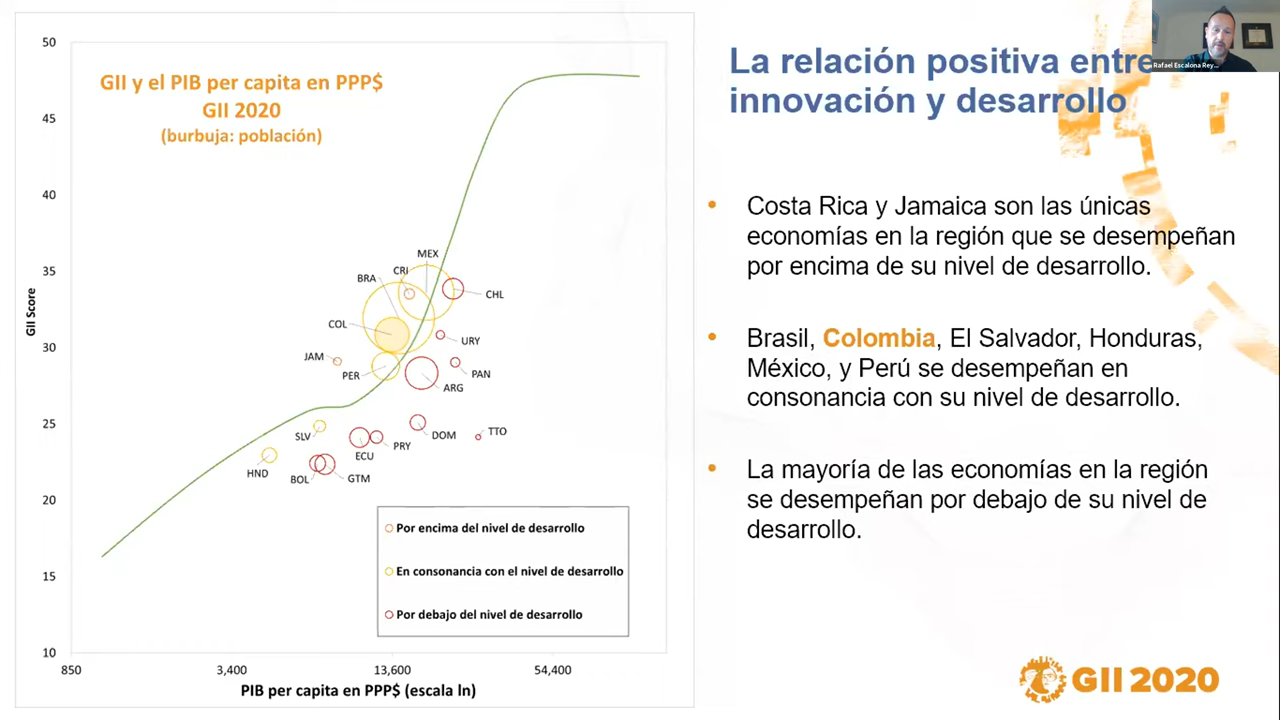 GII y el PIB per capita en PPP$
GII 2020
(burbuja: población)
50
45
40
35
30
25
20
15
10
GII Score
MEX
CRI
BRA
CHL
COL
URY
JAM
PER
PAN
ARG
SLV
DOM
TTO
ECU
PRY
HND
BOL
GTM
Por encima del nivel de desarrollo
En consonancia con el nivel de desarrollo
Por debajo del nivel de desarrollo
850
3,400
13,600
54,400
PIB per capita en PPP$ (escala ln)
La relación positiva entre
innovación y desarrollo
Rafael Escalona Rey...
• Costa Rica y Jamaica son las únicas
economías en la región que se desempeñan
por encima de su nivel de desarrollo.
• Brasil, Colombia, El Salvador, Honduras,
México, y Perú se desempeñan en
consonancia con su nivel de desarrollo.
• La mayoría de las economías en la región
se desempeñan por debajo de su nivel de
desarrollo.
GII 2020